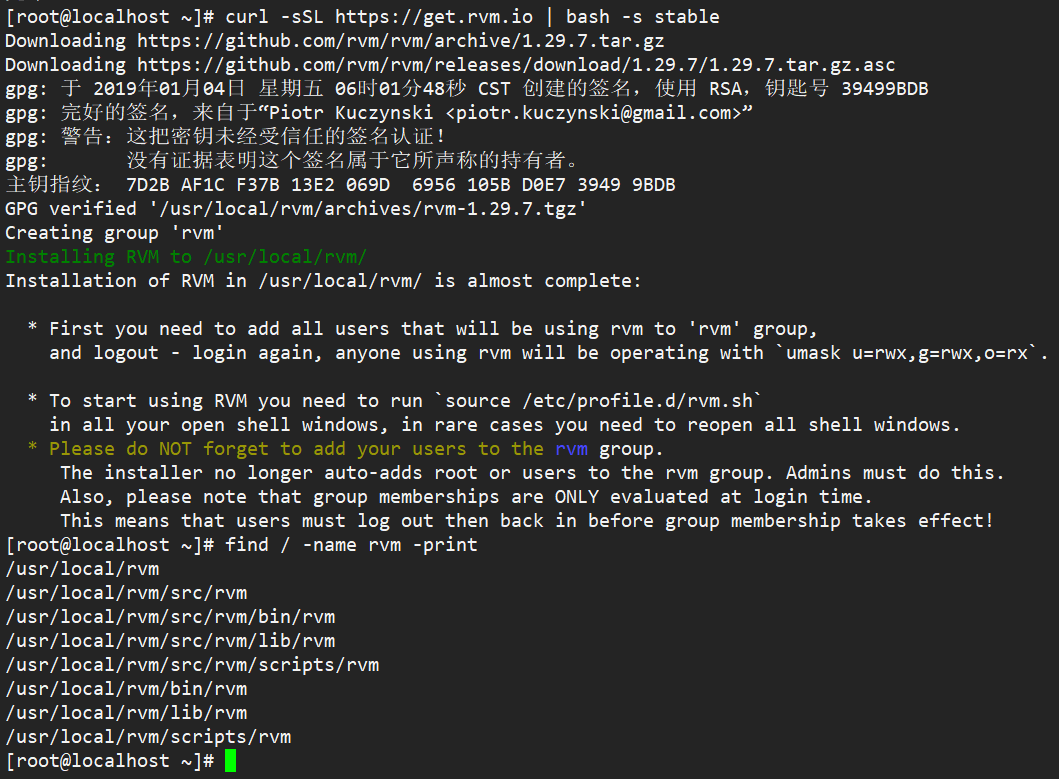 [root@localhost ~]# curl -sSL https://get.rvm.io | bash -s stable
Downloading https://github.com/rvm/rvm/archive/1.29.7.tar.gz
Downloading https://github.com/rvm/rvm/releases/download/1.29.7/1.29.7.tar.gz.asc
gpg: 于 2019年01月04日 星期五 06时01分48秒 CST 创建的签名，使用 RSA，钥匙号 39499BDB
gpg: 完好的签名，来自于“Piotr Kuczynski <piotr.kuczynski@gmail.com>”
gpg: 警告：这把密钥未经受信任的签名认证！
gpg:       没有证据表明这个签名属于它所声称的持有者。
主钥指纹： 7D2B AF1C F37B 13E2 069D  6956 105B D0E7 3949 9BDB
GPG verified '/usr/local/rvm/archives/rvm-1.29.7.tgz'
Creating group 'rvm'
Installing RVM to /usr/local/rvm/
Installation of RVM in /usr/local/rvm/ is almost complete:
  * First you need to add all users that will be using rvm to 'rvm' group,
    and logout - login again, anyone using rvm will be operating with `umask u=rwx,g=rwx,o=rx`.
  * To start using RVM you need to run `source /etc/profile.d/rvm.sh`
    in all your open shell windows, in rare cases you need to reopen all shell windows.
  * Please do NOT forget to add your users to the rvm group.
     The installer no longer auto-adds root or users to the rvm group. Admins must do this.
     Also, please note that group memberships are ONLY evaluated at login time.
     This means that users must log out then back in before group membership takes effect!
[root@localhost ~]# find / -name rvm -print
/usr/local/rvm
/usr/local/rvm/src/rvm
/usr/local/rvm/src/rvm/bin/rvm
/usr/local/rvm/src/rvm/lib/rvm
/usr/local/rvm/src/rvm/scripts/rvm
/usr/local/rvm/bin/rvm
/usr/local/rvm/lib/rvm
/usr/local/rvm/scripts/rvm
[root@localhost ~]#